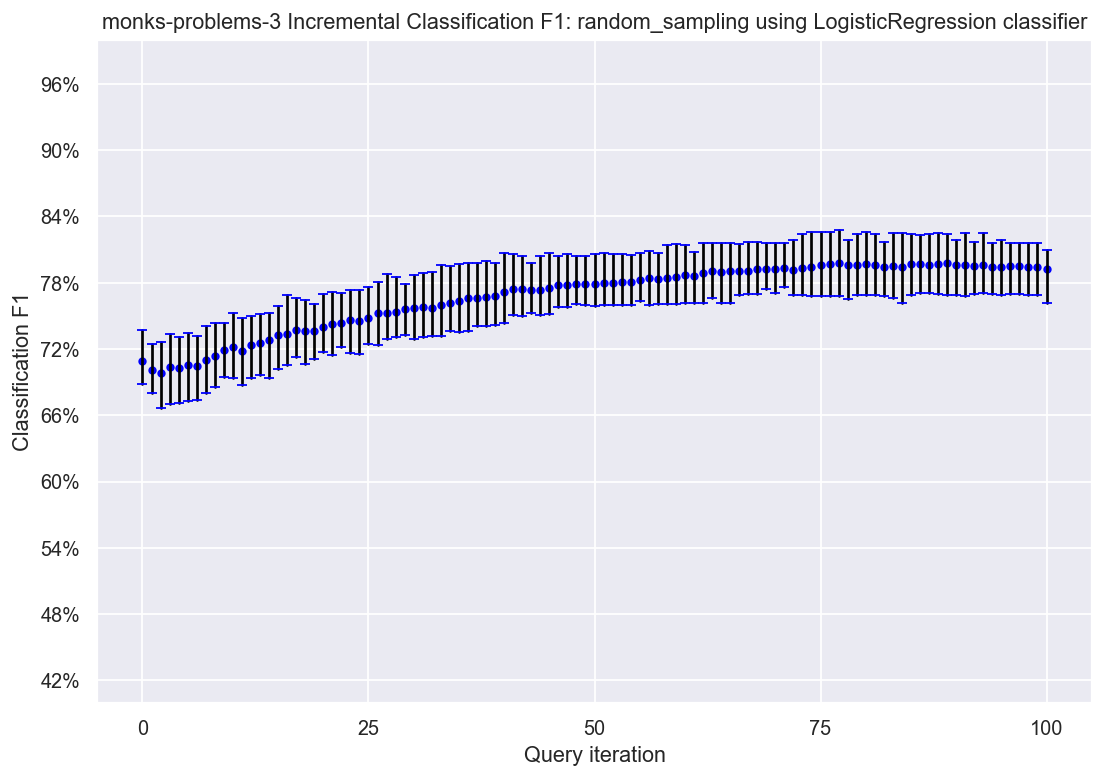 monks-problems-3 Incremental Classification F1: random_sampling using LogisticRegression classifier
96%
90%
84%
78%
72%
66%
60%
54%
48%
42%
Classification F1
0 25 50 75 100
Query iteration